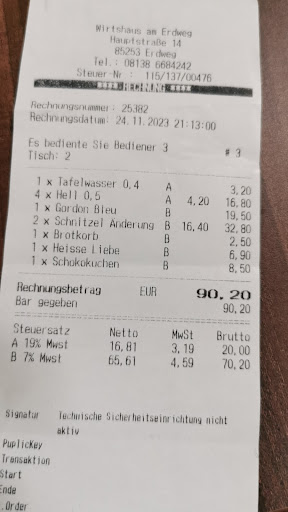 Wirtshaus am Erdweg
Hauptstraße 14
85253 Erdweg
Tel.: 08138 6684242
Steuer-Nr : 115/137/00476
RECHNUNG
Rechnungsnummer: 25382
Rechnungsdatum: 24.11.2023 21:13:00
Es bediente Sie Bediener 3 # 3
Tisch: 2
1 x Tafelwasser 0,4 A 3,20
4 x Hell 0,5 A 4,20 16,80
1 x Gordon Bleu B 19,50
2 x Schnitzel Änderung B 16,40 32,80
1 x Brotkorb B 2,50
1 x Heisse Liebe B 6,90
1 x Schokokuchen B 8,50
Rechnungsbetrag EUR 90,20
Bar gegeben 90,20
Steuersatz Netto MwSt Brutto
A 19% Mwst 16,81 3,19 20,00
B 7% Mwst 65,61 4,59 70,20
Signatur Technische Sicherheitseinrichtung nicht
aktiv
PuplicKey
Transaktion
Start
Ende
.Order